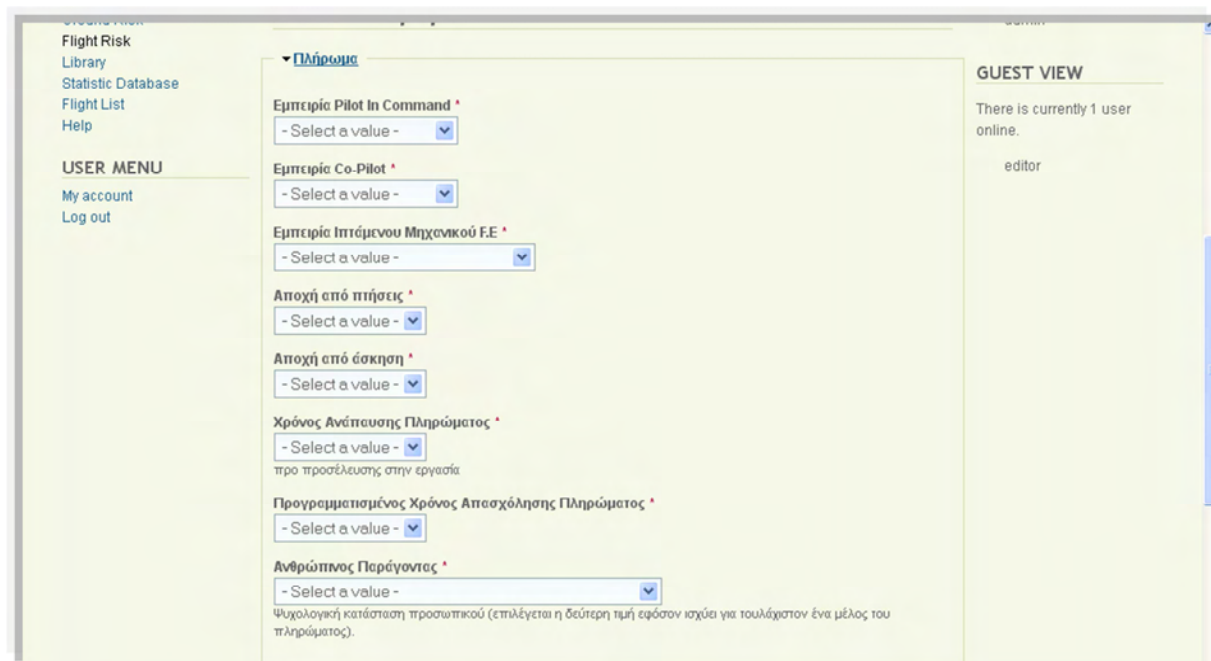 Flight Risk
Library
Statistic Database
Flight List
Help
USER MENU
My account
Log out
Πλήρωμα
Εμπειρία Pilot In Command *
- Select a value -
Εμπειρία Co-Pilot *
- Select a value -
Εμπειρία Ιπτάμενου Μηχανικού F.E *
- Select a value -
Αποχή από πτήσεις *
- Select a value -
Αποχή από άσκηση *
- Select a value -
Χρόνος Ανάπαυσης Πληρώματος *
- Select a value -
προ προσέλευσης στην εργασία
Προγραμματισμένος Χρόνος Απασχόλησης Πληρώματος *
- Select a value -
Ανθρώπινος Παράγοντας *
- Select a value -
Ψυχολογική κατάσταση προσωπικού (επιλέγεται η δεύτερη τιμή εφόσον ισχύει για τουλάχιστον ένα μέλος του
πληρώματος).
GUEST VIEW
There is currently 1 user
online.
editor